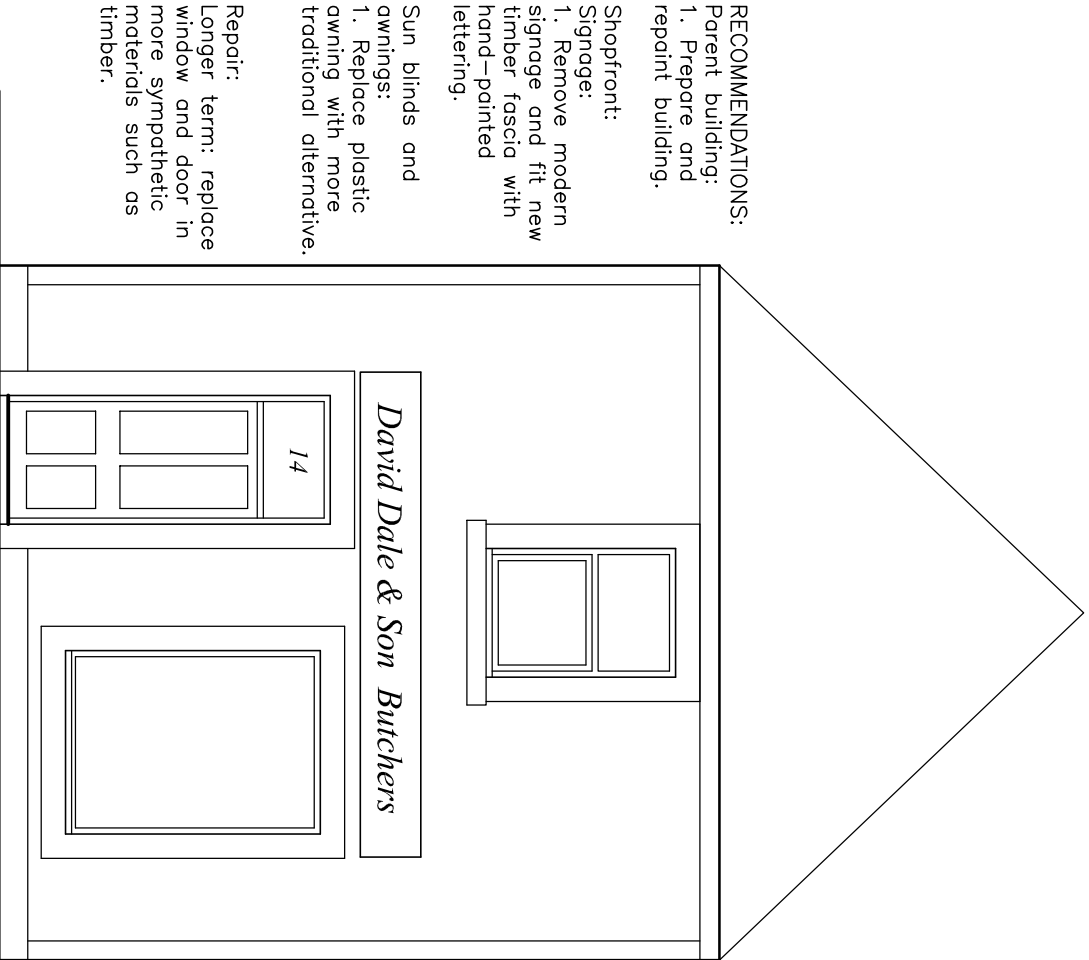 RECOMMENDATIONS:
Parent building:
1. Prepare and
repaint building.
Shopfront:
Signage:
1. Remove modern
signage and fit new
timber fascia with
hand-painted
lettering.
Sun blinds and
awnings:
1. Replace plastic
awning with more
traditional alternative.
Repair:
Longer term: replace
window and door in
more sympathetic
materials such as
timber.
David Dale & Son Butchers
14